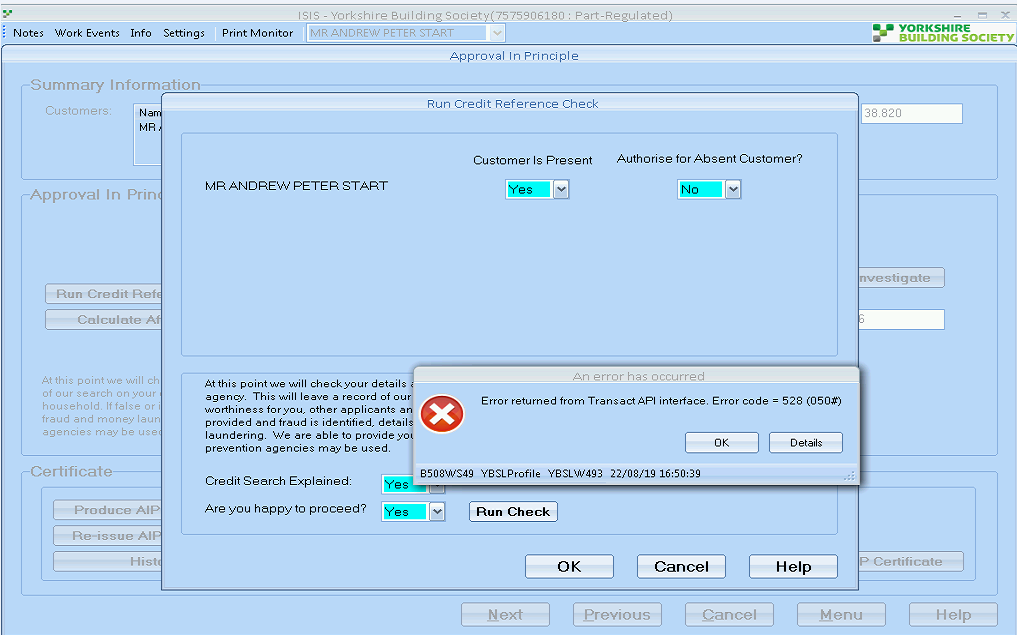 ISIS - Yorkshire Building Society(7575906180 : Part-Regulated)
Notes Work Events Info Settings Print Monitor MR ANDREW PETER START
YORKSHIRE
BUILDING SOCIETY
Approval In Principle
Summary Information
Customers:
Nam
MR
38.820
Run Credit Reference Check
Customer Is Present Authorise for Absent Customer?
MR ANDREW PETER START Yes No
Approval In Prin
nvestigate
Run Credit Refe
Calculate Af
6
At this point we will ch
of our search on your
household. If false or i
fraud and money laun
agencies may be used
At this point we will check your details a
agency. This will leave a record of our
worthiness for you, other applicants an
provided and fraud is identified, details
laundering. We are able to provide you
prevention agencies may be used.
An error has occurred
Error returned from Transact API interface. Error code = 528 (050#)
OK Details
B508WS49 YBSLProfile YBSLW493 22/08/19 16:50:39
Credit Search Explained: Yes
Are you happy to proceed? Yes Run Check
Certificate
Produce AIP
Re-issue AIP
Histo
P Certificate
OK Cancel Help
Next Previous Cancel Menu Help